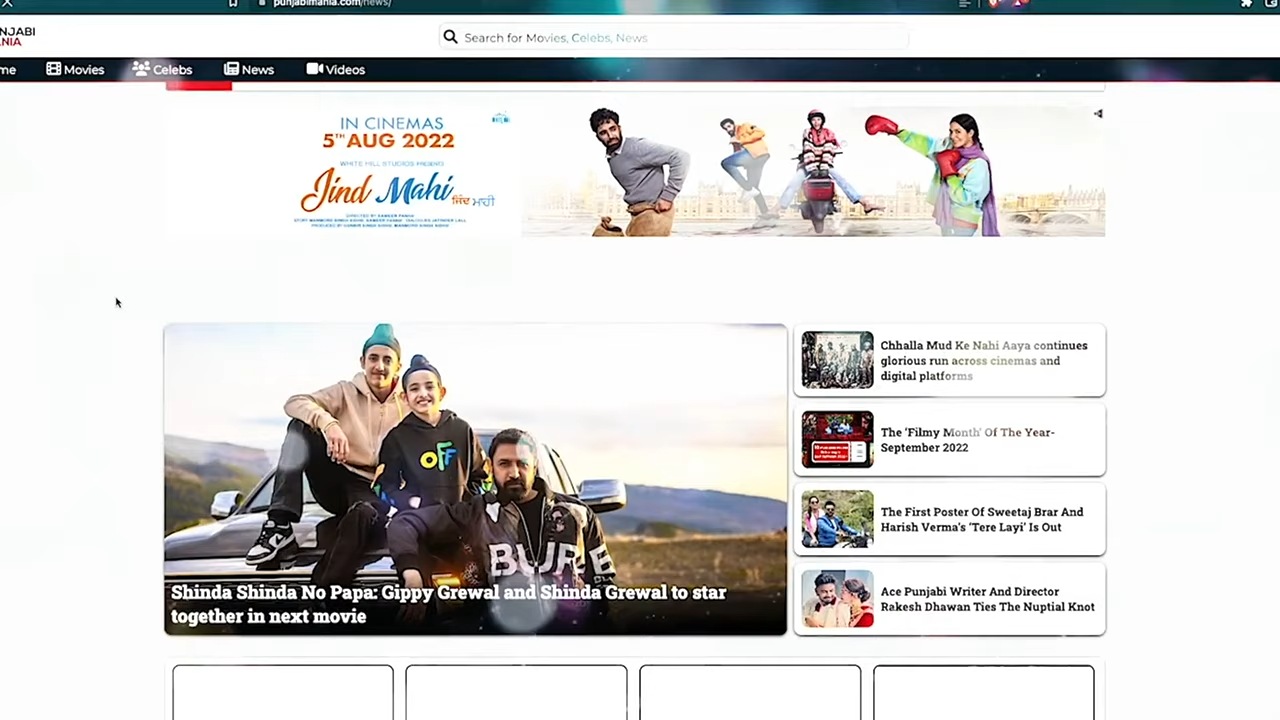 punjabimania.com/news/
NJABI
NIA
Search for Movies, Celebs, News
me
Movies
Celebs
News
Videos
IN CINEMAS
5TH AUG 2022
WHITE HILL STUDIOS PRESENTS
Jind Mahi
ਜਿੰਦ ਮਾਹੀ
OFF
BURB
Shinda Shinda No Papa: Gippy Grewal and Shinda Grewal to star
together in next movie
Chhalla Mud Ke Nahi Aaya continues
glorious run across cinemas and
digital platforms
The 'Filmy Month' Of The Year-
September 2022
The First Poster Of Sweetaj Brar And
Harish Verma's 'Tere Layi' Is Out
Ace Punjabi Writer And Director
Rakesh Dhawan Ties The Nuptial Knot